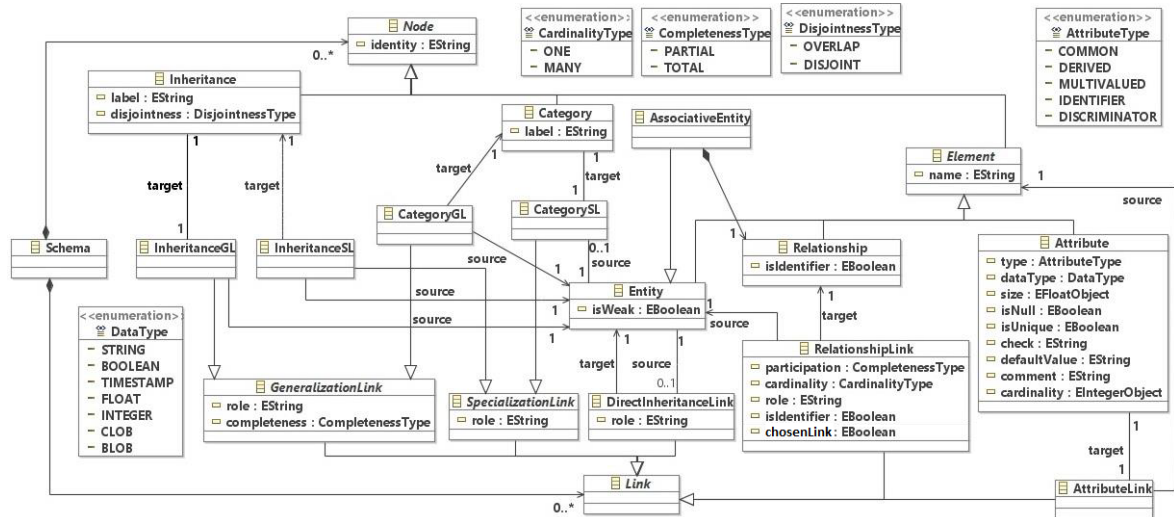 Node
identity : EString
0..*
<<enumeration>>
CardinalityType
ONE
MANY
<<enumeration>>
CompletenessType
PARTIAL
TOTAL
<<enumeration>>
DisjointnessType
OVERLAP
DISJOINT
<<enumeration>>
AttributeType
COMMON
DERIVED
MULTIVALUED
IDENTIFIER
DISCRIMINATOR
Inheritance
label : EString
disjointness : DisjointnessType
1
1
target
target
1
Category
label : EString
1
1
target
target
1
AssociativeEntity
Element
name : EString
1
source
CategoryGL
CategorySL
0..1
source
source
1
1
Schema
InheritanceGL
InheritanceSL
source
source
1
1
1
Relationship
isIdentifier : EBoolean
1
target
Attribute
type : AttributeType
dataType : DataType
size : EFloatObject
isNull : EBoolean
isUnique : EBoolean
check : EString
defaultValue : EString
comment : EString
cardinality : EIntegerObject
1
target
1
Entity
isWeak : EBoolean
1
source
1
target
1
source
0..1
<<enumeration>>
DataType
STRING
BOOLEAN
TIMESTAMP
FLOAT
INTEGER
CLOB
BLOB
GeneralizationLink
role : EString
completeness : CompletenessType
SpecializationLink
role : EString
DirectInheritanceLink
role : EString
RelationshipLink
participation : CompletenessType
cardinality : CardinalityType
role : EString
isIdentifier : EBoolean
chosenLink : EBoolean
Link
0..*
AttributeLink